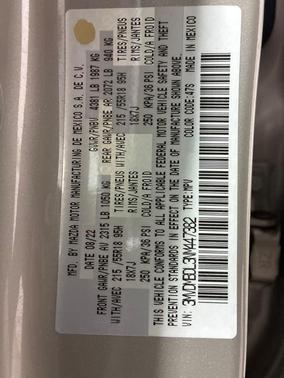 MFD. BY MAZDA MOTOR MANUFACTURING DE MEXICO S.A. DE C.V.
DATE 08/22 GVWR/PNBV 4381 LB 1987 KG
FRONT GAWR/PNBE AV 2315 LB 1050 KG REAR GAWR/PNBE AR 2072 LB 940 KG
WITH/AVEC 215 /55R18 95H TIRES/PNEUS WITH/AVEC 215 /55R18 95H TIRES/PNEUS
18X7J RIMS/JANTES 18X7J RIMS/JANTES
250 KPA/36 PSI COLD/A FROID 250 KPA/36 PSI COLD/A FROID
THIS VEHICLE CONFORMS TO ALL APPLICABLE FEDERAL MOTOR VEHICLE SAFETY AND THEFT
PREVENTION STANDARDS IN EFFECT ON THE DATE OF MANUFACTURE SHOWN ABOVE.
VIN: TYPE:MPV COLOR:47S MADE IN MEXICO